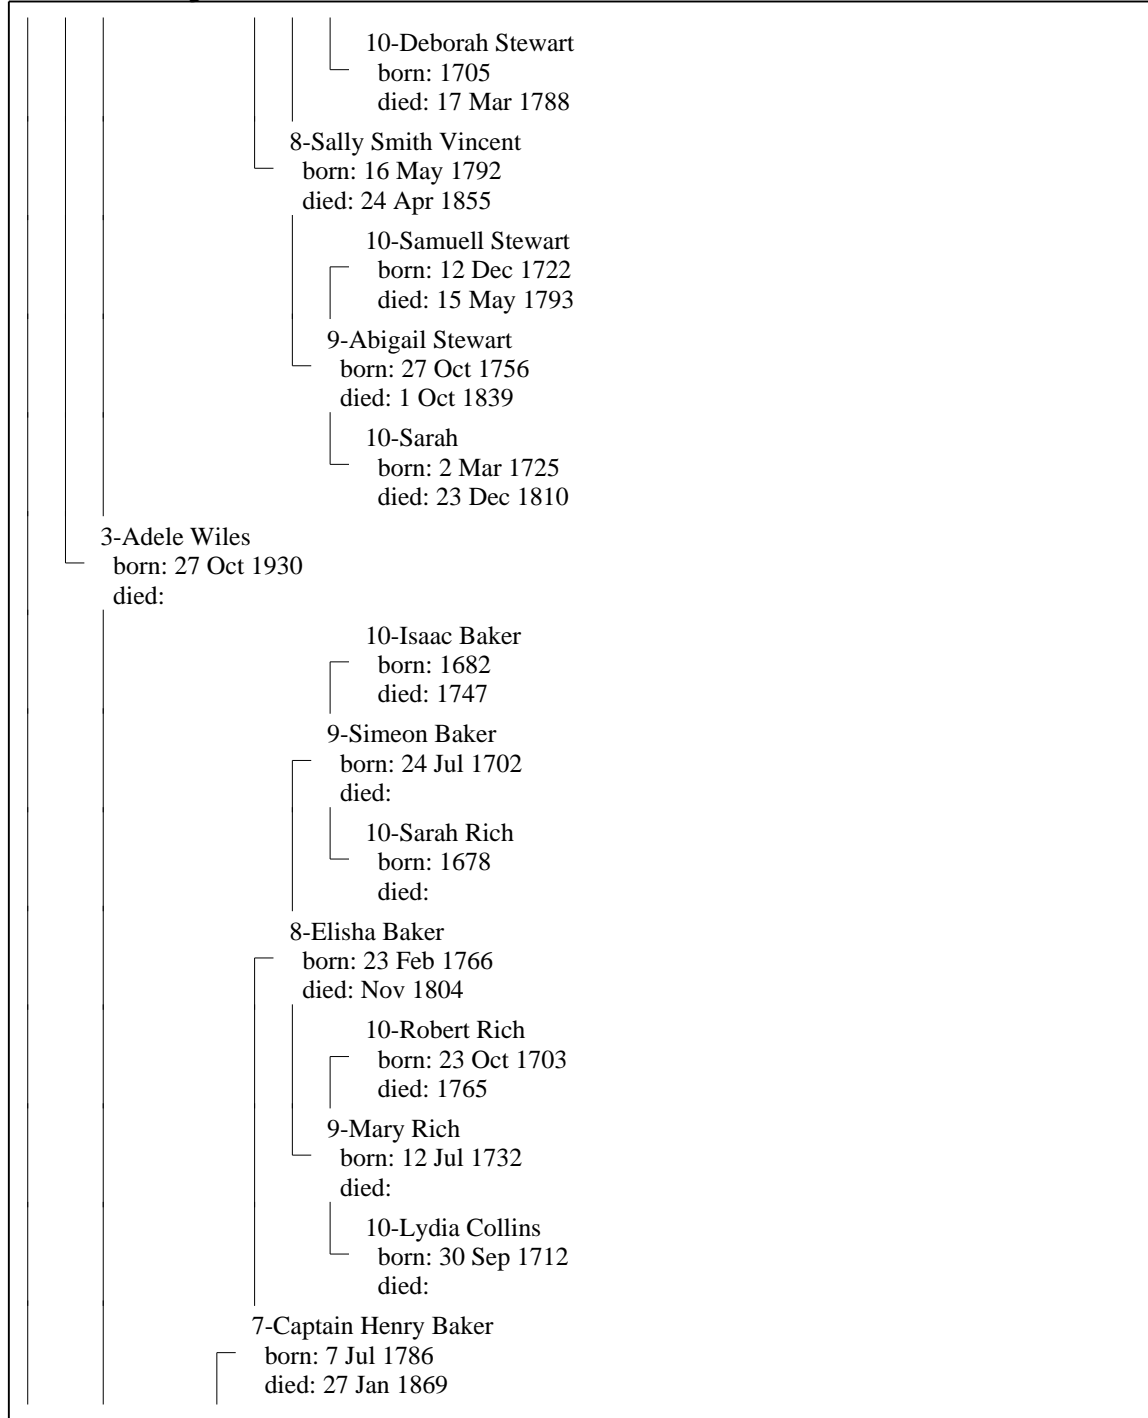 10-Deborah Stewart
born: 1705
died: 17 Mar 1788
8-Sally Smith Vincent
born: 16 May 1792
died: 24 Apr 1855
10-Samuell Stewart
born: 12 Dec 1722
died: 15 May 1793
9-Abigail Stewart
born: 27 Oct 1756
died: 1 Oct 1839
10-Sarah
born: 2 Mar 1725
died: 23 Dec 1810
3-Adele Wiles
born: 27 Oct 1930
died:
10-Isaac Baker
born: 1682
died: 1747
9-Simeon Baker
born: 24 Jul 1702
died:
10-Sarah Rich
born: 1678
died:
8-Elisha Baker
born: 23 Feb 1766
died: Nov 1804
10-Robert Rich
born: 23 Oct 1703
died: 1765
9-Mary Rich
born: 12 Jul 1732
died:
10-Lydia Collins
born: 30 Sep 1712
died:
7-Captain Henry Baker
born: 7 Jul 1786
died: 27 Jan 1869